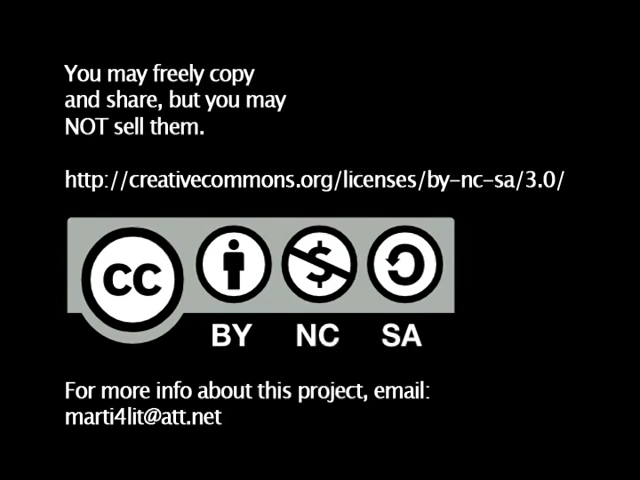 You may freely copy
and share, but you may
NOT sell them.
http://creativecommons.org/licenses/by-nc-sa/3.0/
cc
BY NC SA
For more info about this project, email:
marti4lit@att.net